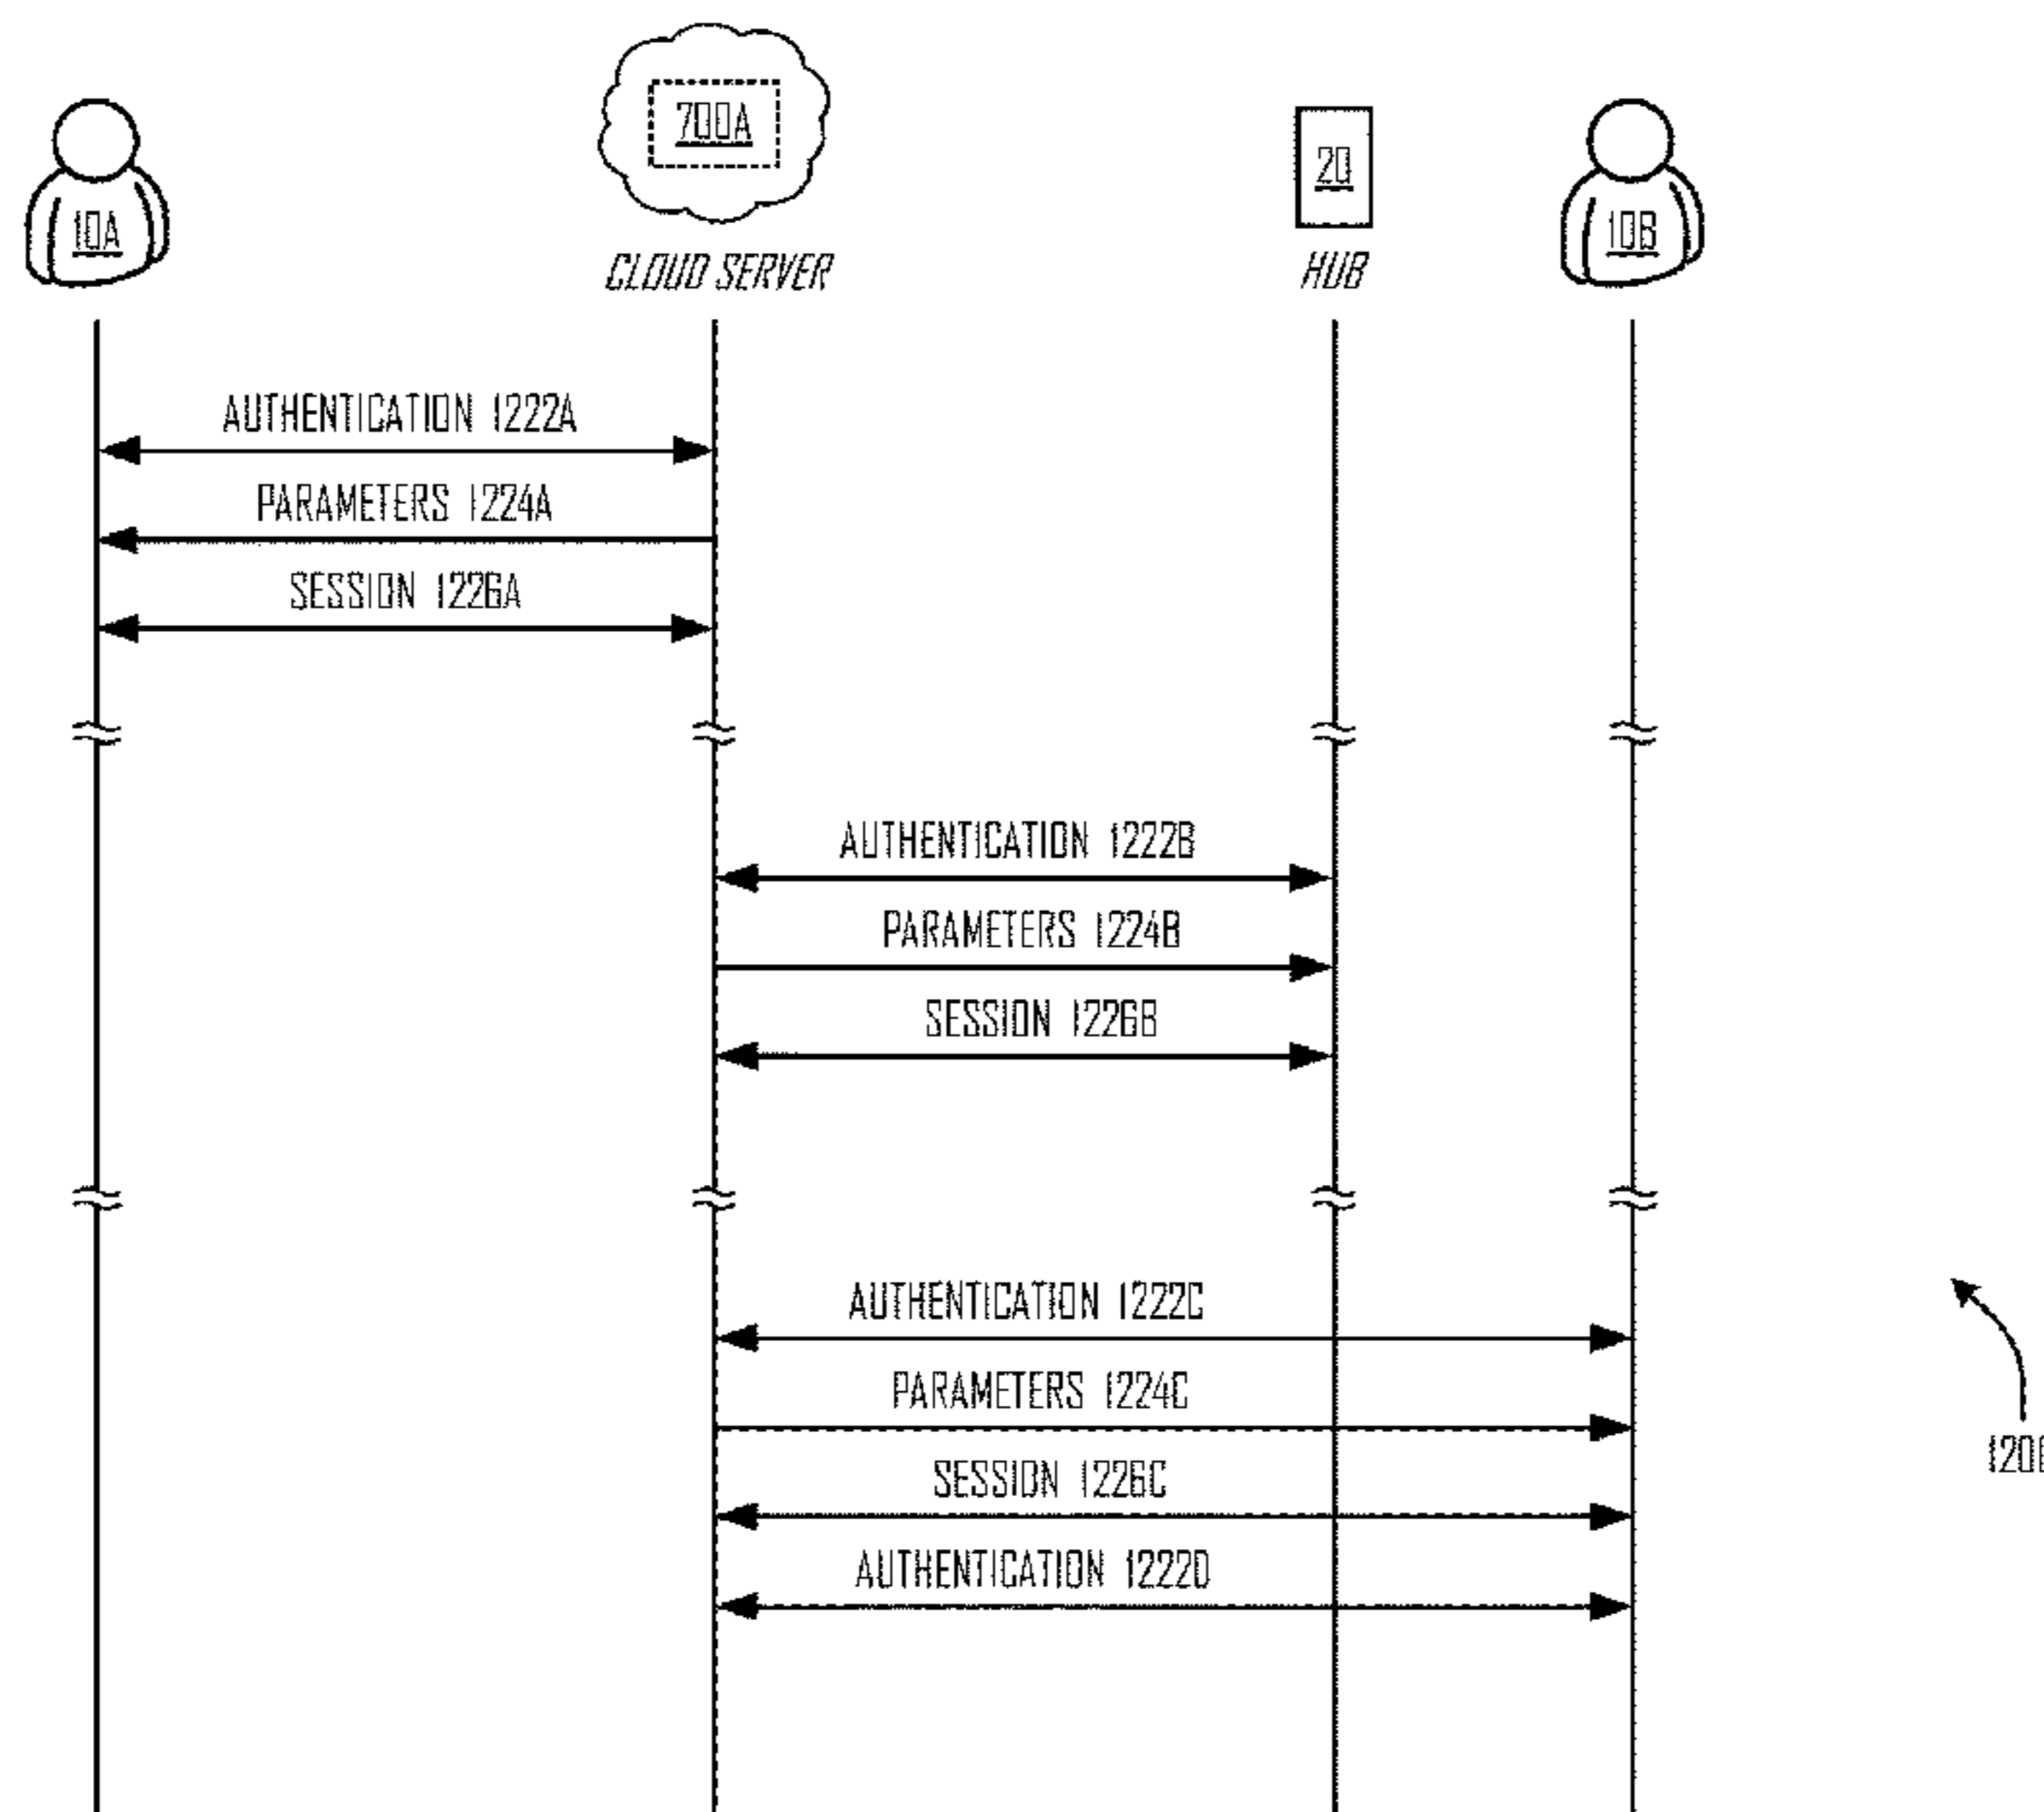 10A
700A
20
10B
CLOUD SERVER
HUB
AUTHENTICATION 1222A
PARAMETERS 1224A
SESSION 1226A
AUTHENTICATION 1222B
PARAMETERS 1224B
SESSION 1226B
AUTHENTICATION 1222C
PARAMETERS 1224C
SESSION 1226C
AUTHENTICATION 1222D